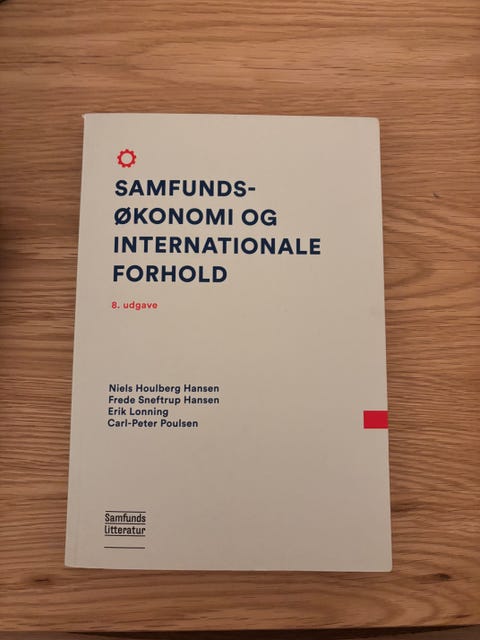 SAMFUNDS-
ØKONOMI OG
INTERNATIONALE
FORHOLD
8. udgave
Niels Houlberg Hansen
Frede Sneftrup Hansen
Erik Lonning
Carl-Peter Poulsen
Samfunds
litteratur